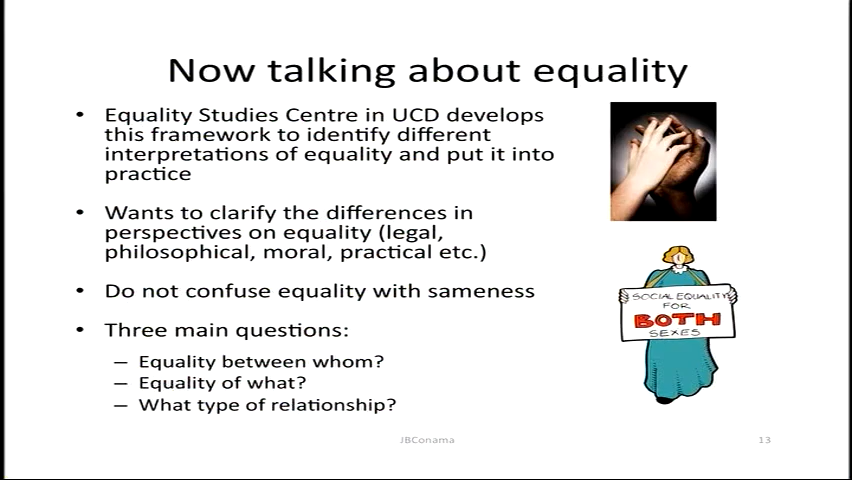 Now talking about equality
• Equality Studies Centre in UCD develops
this framework to identify different
interpretations of equality and put it into
practice
• Wants to clarify the differences in
perspectives on equality (legal,
philosophical, moral, practical etc.)
• Do not confuse equality with sameness
• Three main questions:
– Equality between whom?
– Equality of what?
– What type of relationship?
SOCIAL EQUALITY
FOR
BOTH
SEXES
JBConama
13